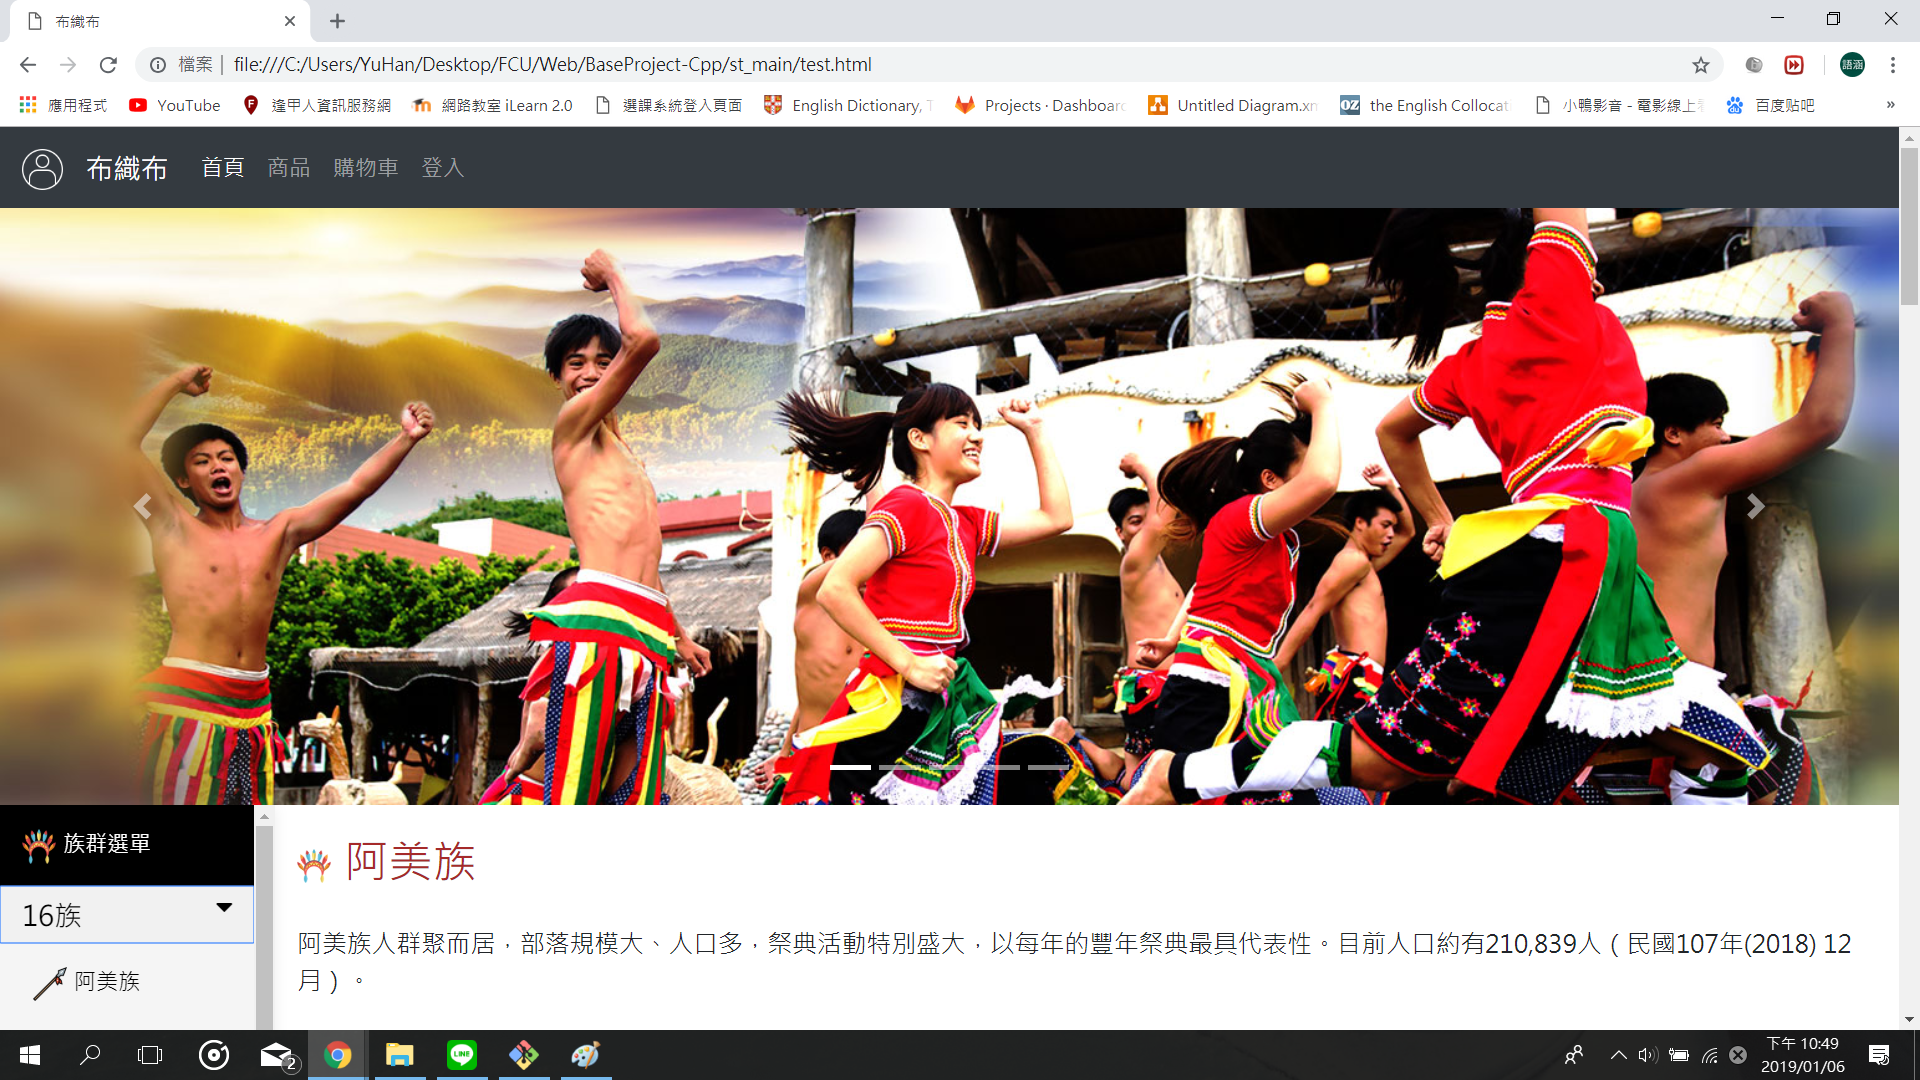 布織布
檔案 | file:///C:/Users/YuHan/Desktop/FCU/Web/BaseProject-Cpp/st_main/test.html
語涵
應用程式 YouTube 逢甲人資訊服務網 網路教室 iLearn 2.0 選課系統登入頁面 English Dictionary, Projects · Dashboard Untitled Diagram.xm the English Collocat 小鴨影音 - 電影線上 百度贴吧 »
布織布 首頁 商品 購物車 登入
族群選單
16族
阿美族
阿美族
阿美族人群聚而居，部落規模大、人口多，祭典活動特別盛大，以每年的豐年祭典最具代表性。目前人口約有210,839人（民國107年(2018) 12
月）。
2
LINE
下午 10:49
2019/01/06